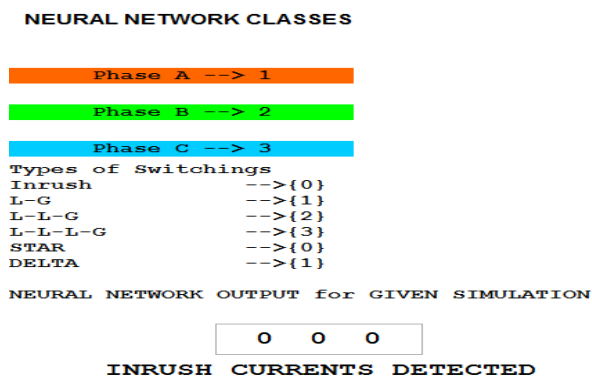 NEURAL NETWORK CLASSES
Phase A --> 1
Phase B --> 2
Phase C --> 3
Types of Switchings
Inrush -->{0}
L-G -->{1}
L-L-G -->{2}
L-L-L-G -->{3}
STAR -->{0}
DELTA -->{1}
NEURAL NETWORK OUTPUT for GIVEN SIMULATION
0 0 0
INRUSH CURRENTS DETECTED